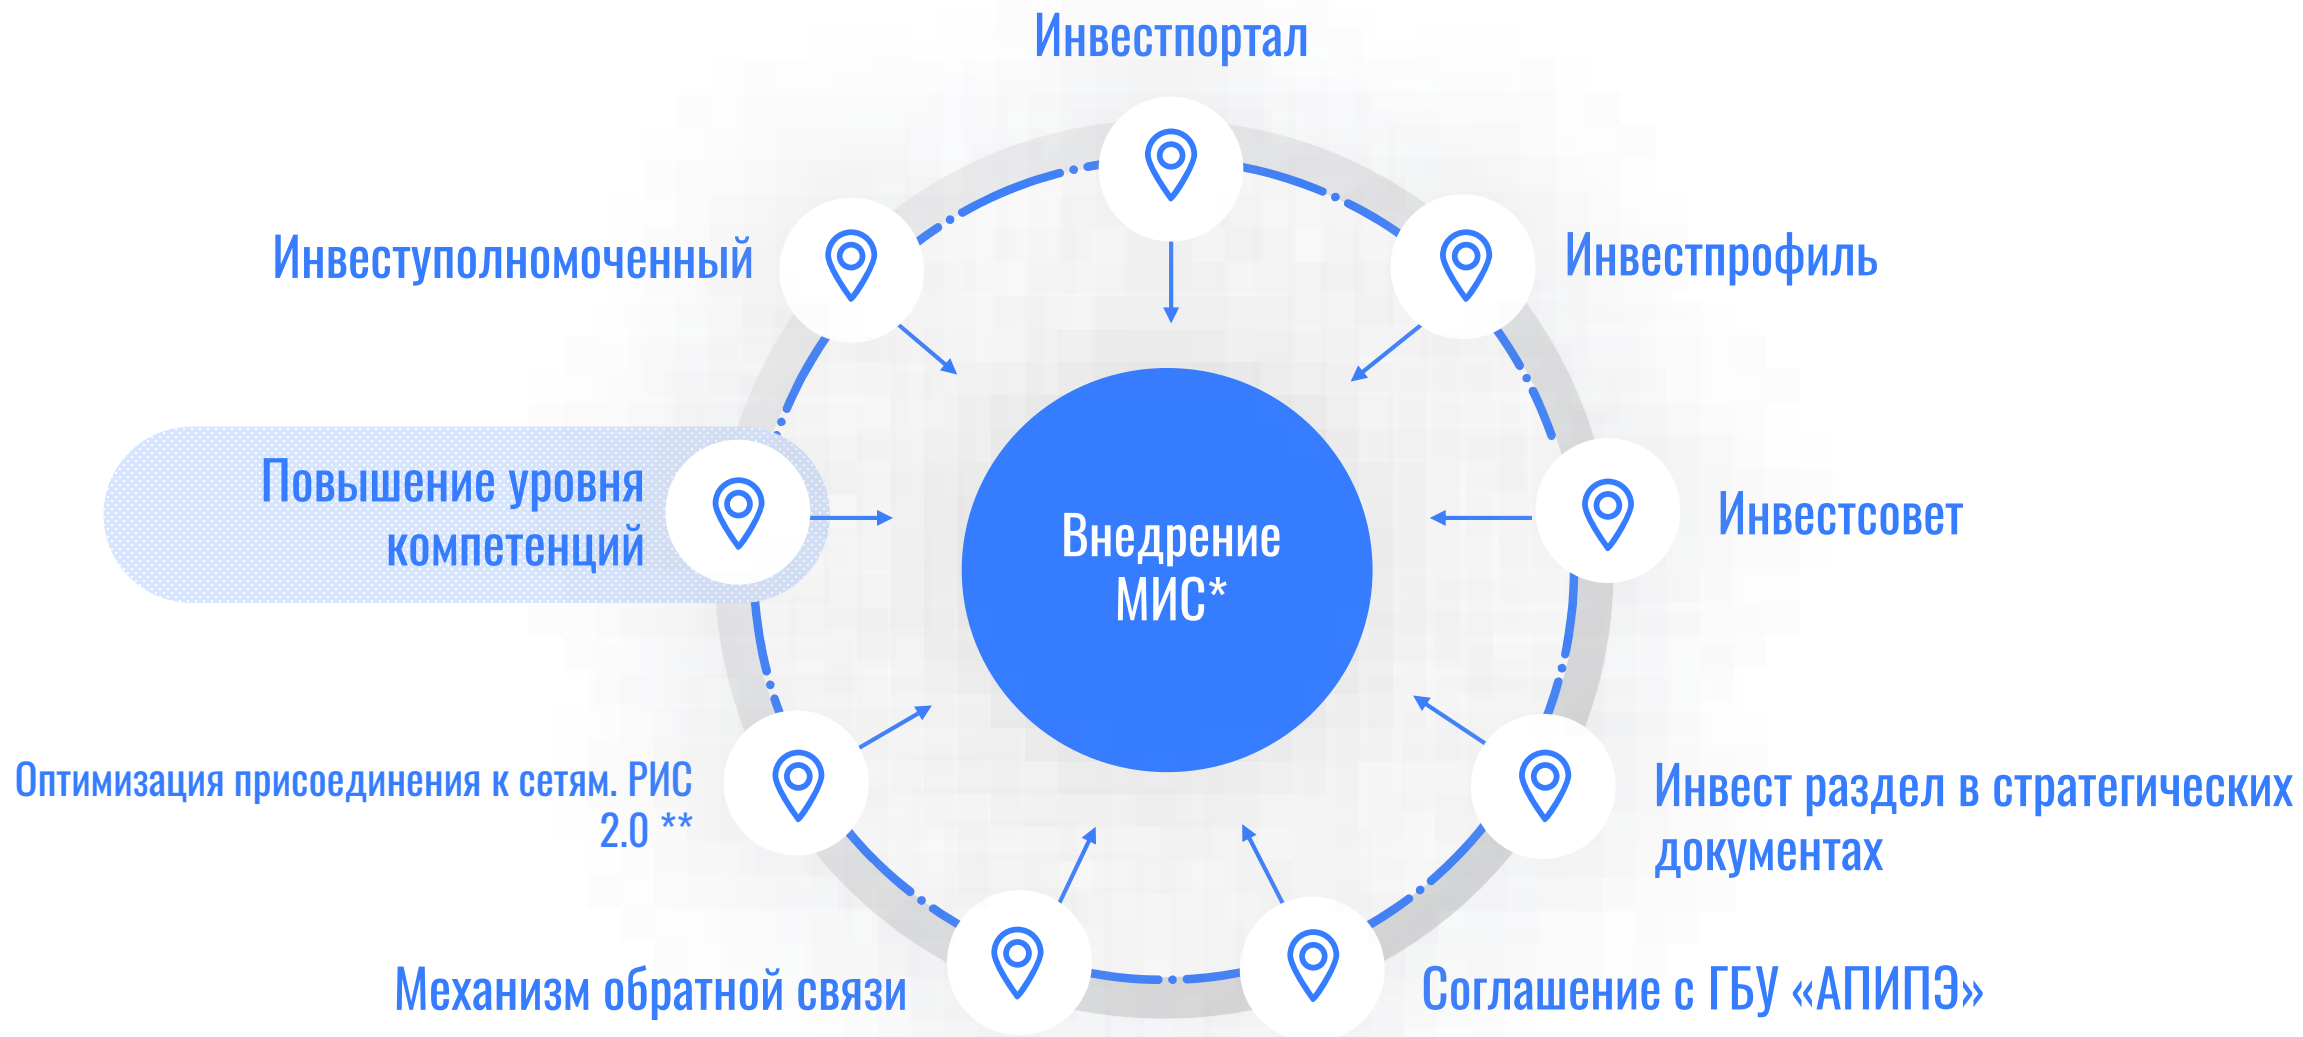 Инвестпортал
Инвеступолномоченный
Инвестпрофиль
Повышение уровня
компетенций
Внедрение
МИС*
Инвестсовет
Оптимизация присоединения к сетям. РИС
2.0 **
Инвест раздел в стратегических
документах
Механизм обратной связи
Соглашение с ГБУ «АПИПЭ»